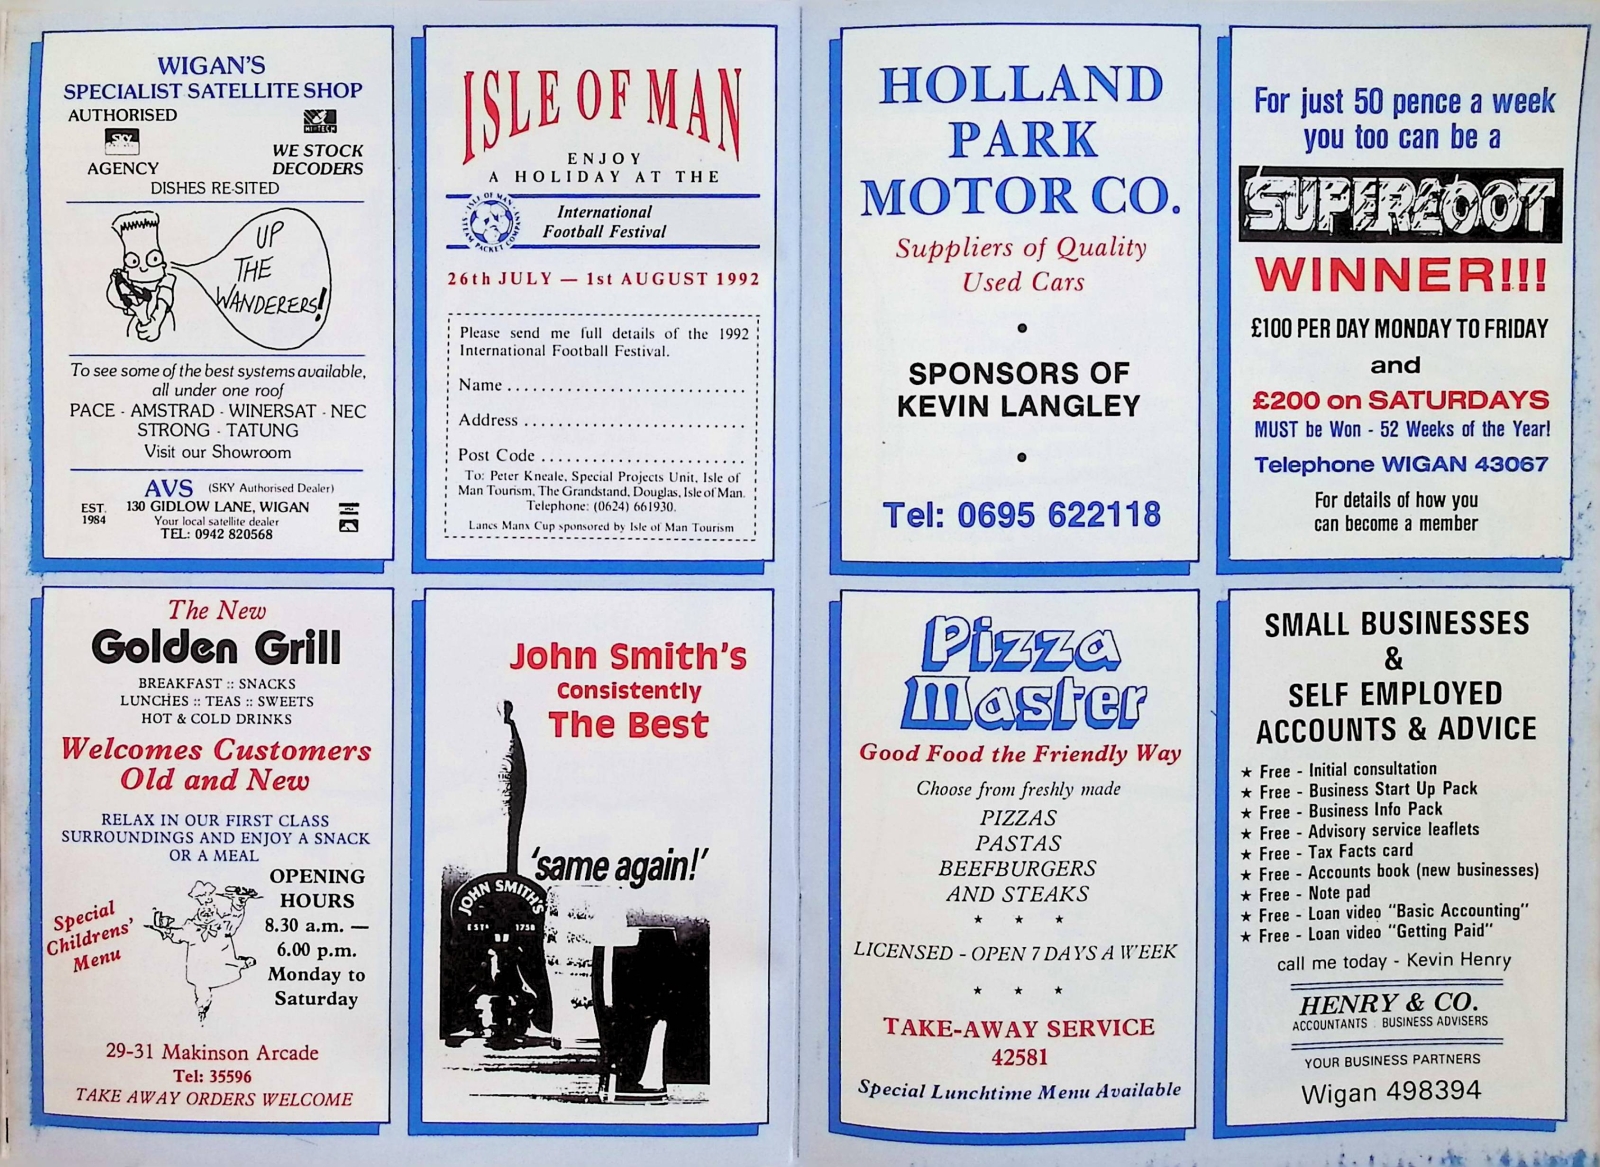 WIGAN'S
SPECIALIST SATELLITE SHOP
AUTHORISED
SKY
AGENCY
HI-TECH
WE STOCK
DECODERS
DISHES RE-SITED
UP
THE
WANDERERS!
To see some of the best systems available,
all under one roof
PACE - AMSTRAD - WINERSAT - NEC
STRONG - TATUNG
Visit our Showroom
AVS (SKY Authorised Dealer)
EST.
1984
130 GIDLOW LANE, WIGAN
Your local satellite dealer
TEL: 0942 820568
ISLE OF MAN
ENJOY
A HOLIDAY AT THE
ISLE OF MAN STEAM PACKET COMPANY
International
Football Festival
26th JULY — 1st AUGUST 1992
Please send me full details of the 1992
International Football Festival.
Name ........................................
Address .....................................
Post Code ..................................
To: Peter Kneale, Special Projects Unit, Isle of
Man Tourism, The Grandstand, Douglas, Isle of Man.
Telephone: (0624) 661930.
Lancs Manx Cup sponsored by Isle of Man Tourism
HOLLAND
PARK
MOTOR CO.
Suppliers of Quality
Used Cars
•
SPONSORS OF
KEVIN LANGLEY
•
Tel: 0695 622118
For just 50 pence a week
you too can be a
SUPERLOOT
WINNER!!!
£100 PER DAY MONDAY TO FRIDAY
and
£200 on SATURDAYS
MUST be Won - 52 Weeks of the Year!
Telephone WIGAN 43067
For details of how you
can become a member
The New
Golden Grill
BREAKFAST :: SNACKS
LUNCHES :: TEAS :: SWEETS
HOT & COLD DRINKS
Welcomes Customers
Old and New
RELAX IN OUR FIRST CLASS
SURROUNDINGS AND ENJOY A SNACK
OR A MEAL
Special
Childrens'
Menu
OPENING
HOURS
8.30 a.m. —
6.00 p.m.
Monday to
Saturday
29-31 Makinson Arcade
Tel: 35596
TAKE AWAY ORDERS WELCOME
John Smith's
Consistently
The Best
'same again!'
JOHN SMITH'S
ESTD 1758
Pizza
Master
Good Food the Friendly Way
Choose from freshly made
PIZZAS
PASTAS
BEEFBURGERS
AND STEAKS
* * *
LICENSED - OPEN 7 DAYS A WEEK
* * *
TAKE-AWAY SERVICE
42581
Special Lunchtime Menu Available
SMALL BUSINESSES
&
SELF EMPLOYED
ACCOUNTS & ADVICE
★ Free - Initial consultation
★ Free - Business Start Up Pack
★ Free - Business Info Pack
★ Free - Advisory service leaflets
★ Free - Tax Facts card
★ Free - Accounts book (new businesses)
★ Free - Note pad
★ Free - Loan video "Basic Accounting"
★ Free - Loan video "Getting Paid"
call me today - Kevin Henry
HENRY & CO.
ACCOUNTANTS . BUSINESS ADVISERS
YOUR BUSINESS PARTNERS
Wigan 498394